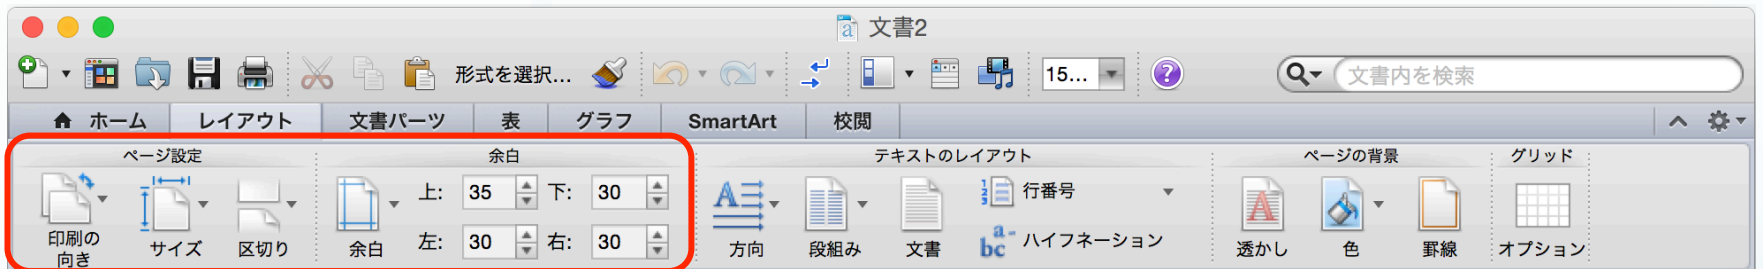 文書2
形式を選択...
15...
文書内を検索
ホーム レイアウト 文書パーツ 表 グラフ SmartArt 校閲
ページ設定 余白 テキストのレイアウト ページの背景 グリッド
上: 35 下: 30 行番号
左: 30 右: 30 ハイフネーション
印刷の向き サイズ 区切り 余白 方向 段組み 文書 透かし 色 罫線 オプション